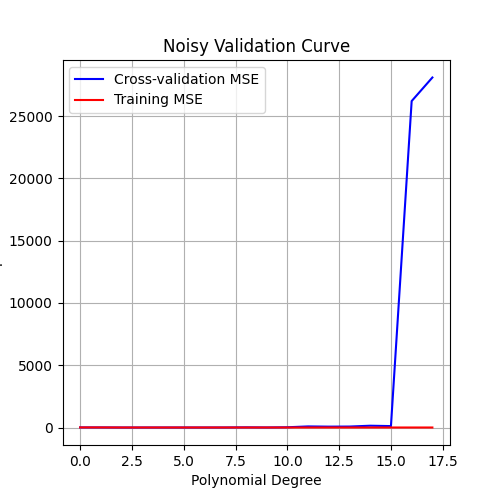 Noisy Validation Curve
Cross-validation MSE
Training MSE
25000
20000
15000
10000
5000
0
0.0 2.5 5.0 7.5 10.0 12.5 15.0 17.5
Polynomial Degree